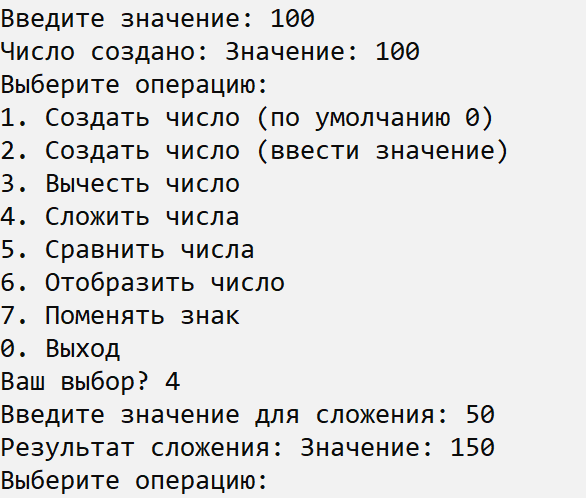 Введите значение: 100
Число создано: Значение: 100
Выберите операцию:
1. Создать число (по умолчанию 0)
2. Создать число (ввести значение)
3. Вычесть число
4. Сложить числа
5. Сравнить числа
6. Отобразить число
7. Поменять знак
0. Выход
Ваш выбор? 4
Введите значение для сложения: 50
Результат сложения: Значение: 150
Выберите операцию: